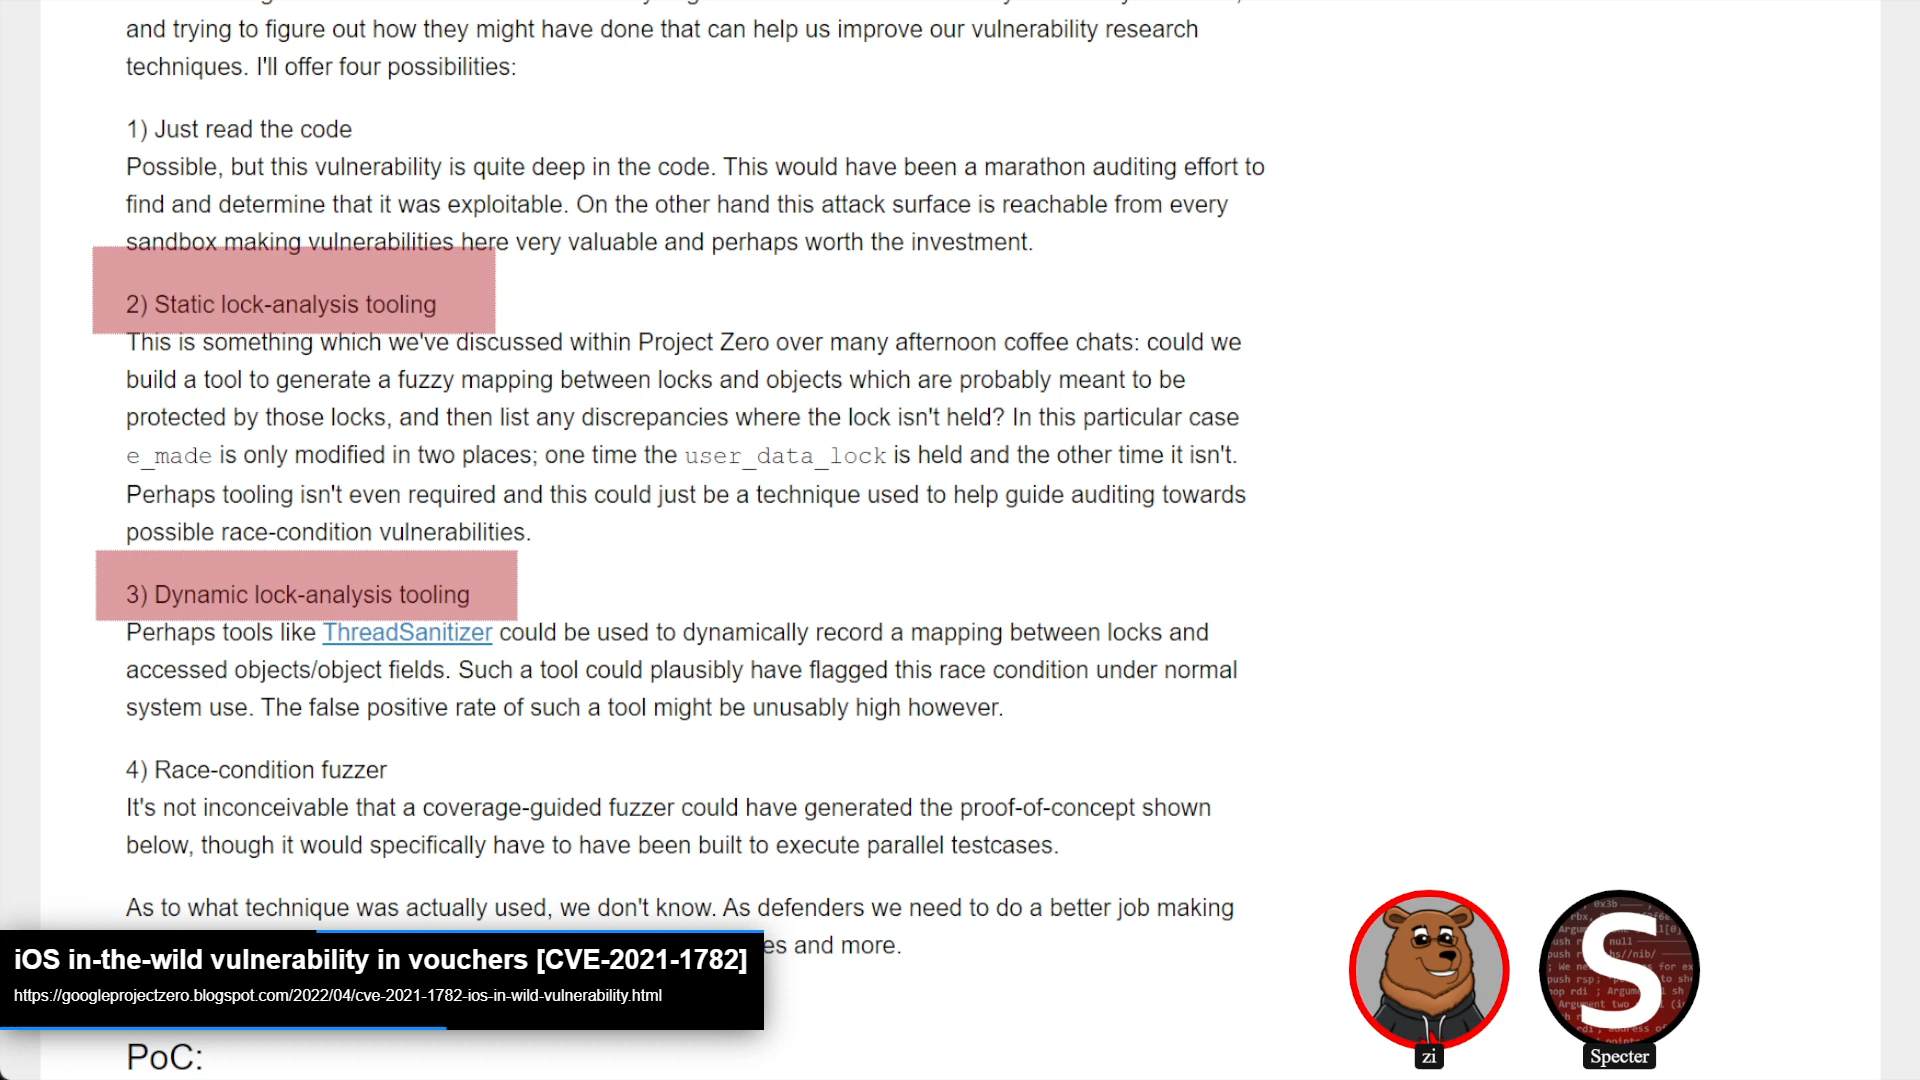 and trying to figure out how they might have done that can help us improve our vulnerability research
techniques. I'll offer four possibilities:
1) Just read the code
Possible, but this vulnerability is quite deep in the code. This would have been a marathon auditing effort to
find and determine that it was exploitable. On the other hand this attack surface is reachable from every
sandbox making vulnerabilities here very valuable and perhaps worth the investment.
2) Static lock-analysis tooling
This is something which we've discussed within Project Zero over many afternoon coffee chats: could we
build a tool to generate a fuzzy mapping between locks and objects which are probably meant to be
protected by those locks, and then list any discrepancies where the lock isn't held? In this particular case
e_made is only modified in two places; one time the user_data_lock is held and the other time it isn't.
Perhaps tooling isn't even required and this could just be a technique used to help guide auditing towards
possible race-condition vulnerabilities.
3) Dynamic lock-analysis tooling
Perhaps tools like ThreadSanitizer could be used to dynamically record a mapping between locks and
accessed objects/object fields. Such a tool could plausibly have flagged this race condition under normal
system use. The false positive rate of such a tool might be unusably high however.
4) Race-condition fuzzer
It's not inconceivable that a coverage-guided fuzzer could have generated the proof-of-concept shown
below, though it would specifically have to have been built to execute parallel testcases.
As to what technique was actually used, we don't know. As defenders we need to do a better job making
es and more.
iOS in-the-wild vulnerability in vouchers [CVE-2021-1782]
https://googleprojectzero.blogspot.com/2022/04/cve-2021-1782-ios-in-wild-vulnerability.html
PoC:
S
zi
Specter